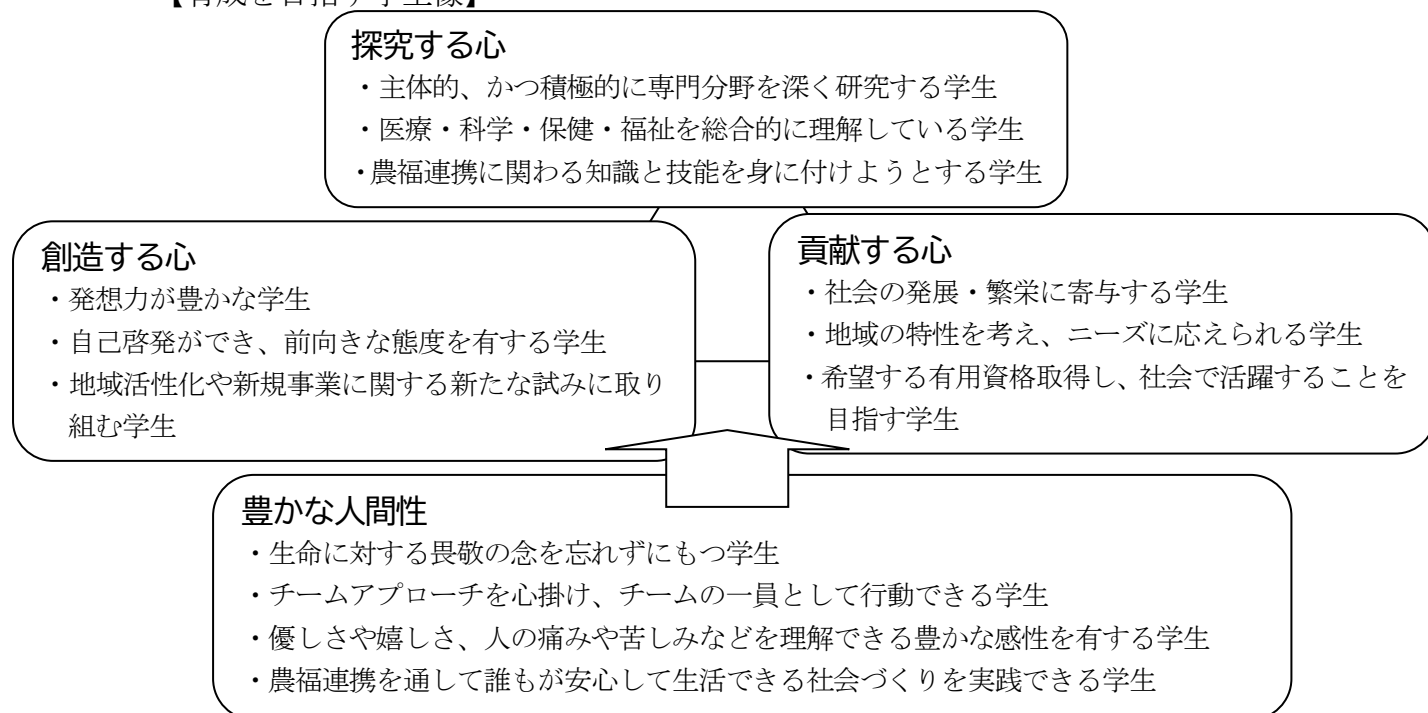 【育成を目指す学生像】
探究する心
・主体的、かつ積極的に専門分野を深く研究する学生
・医療・科学・保健・福祉を総合的に理解している学生
・農福連携に関わる知識と技能を身に付けようとする学生
創造する心
・発想力が豊かな学生
・自己啓発ができ、前向きな態度を有する学生
・地域活性化や新規事業に関する新たな試みに取り
組む学生
貢献する心
・社会の発展・繁栄に寄与する学生
・地域の特性を考え、ニーズに応えられる学生
・希望する有用資格取得し、社会で活躍することを
目指す学生
豊かな人間性
・生命に対する畏敬の念を忘れずにもつ学生
・チームアプローチを心掛け、チームの一員として行動できる学生
・優しさや嬉しさ、人の痛みや苦しみなどを理解できる豊かな感性を有する学生
・農福連携を通して誰もが安心して生活できる社会づくりを実践できる学生